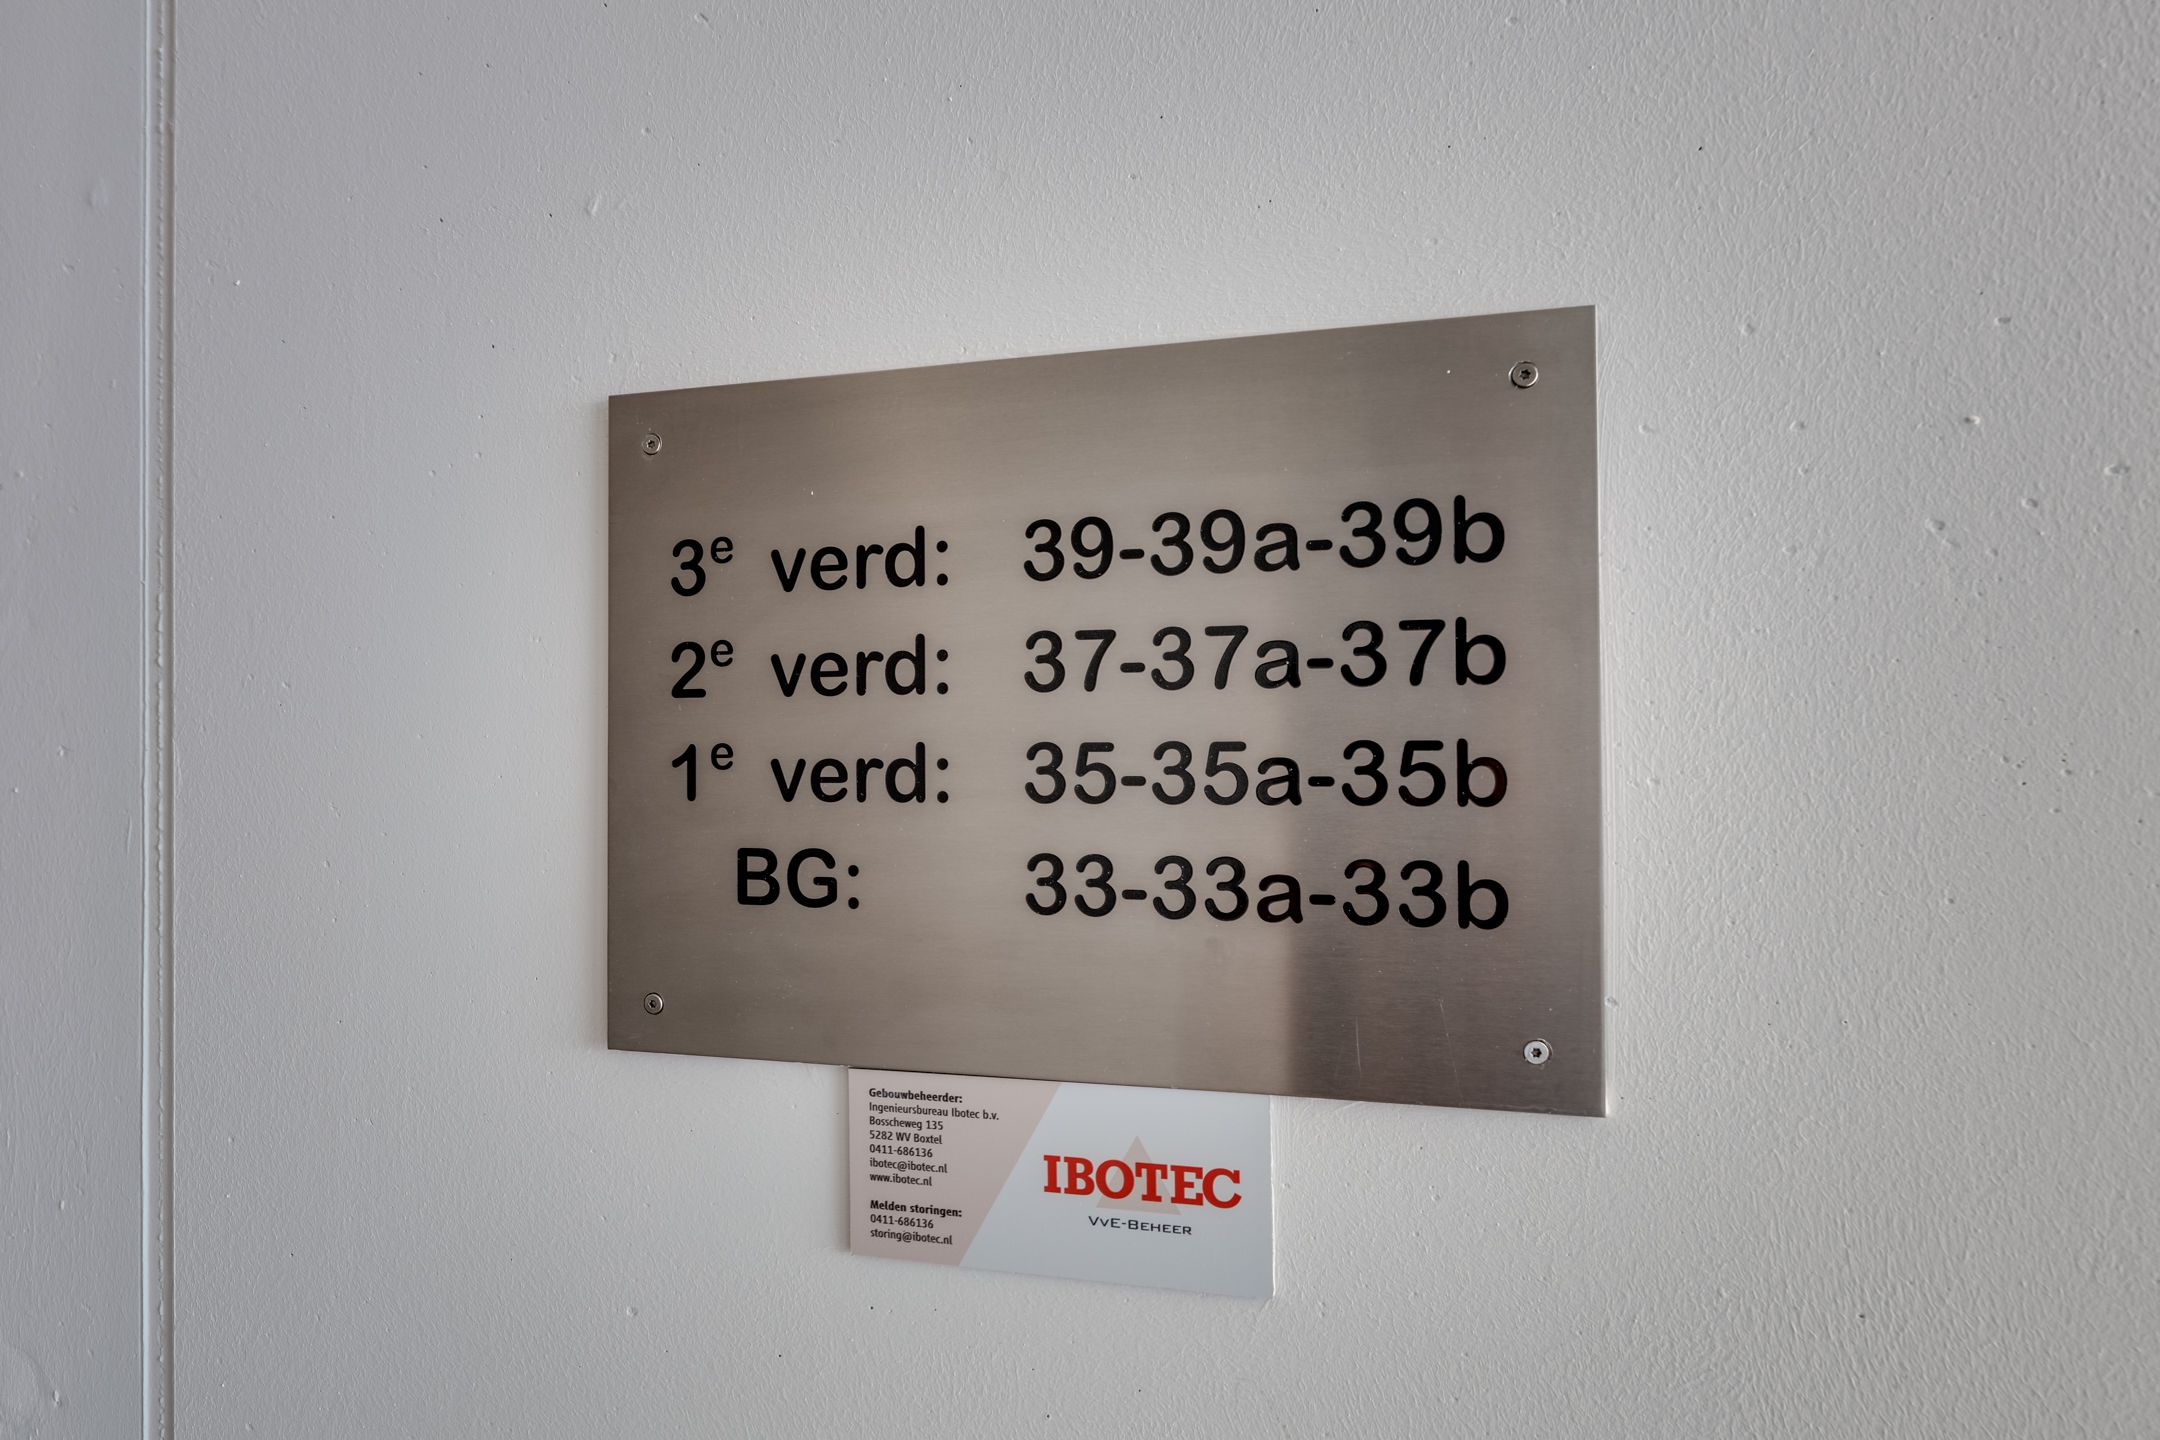 3e verd: 39-39a-39b
2e verd: 37-37a-37b
1e verd: 35-35a-35b
BG: 33-33a-33b
Gebouwbeheerder:
Ingenieursbureau Ibotec b.v.
Bosscheweg 135
5282 WV Boxtel
0411-686136
ibotec@ibotec.nl
www.ibotec.nl
Melden storingen:
0411-686136
storing@ibotec.nl
IBOTEC
VVE-BEHEER